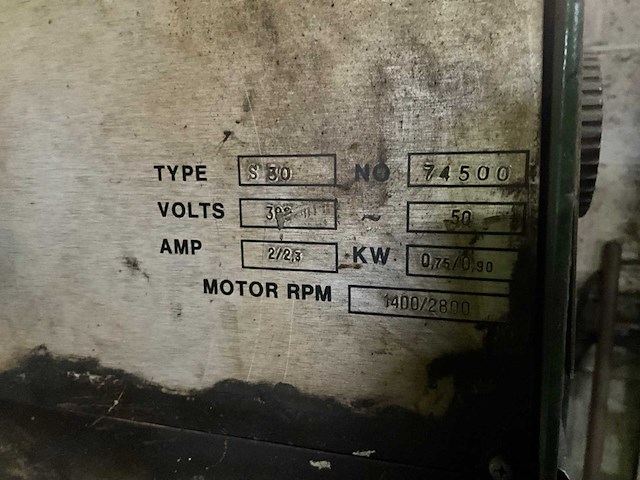 TYPE S 30 NO 74500
VOLTS ~ 50
AMP 2/2,3 KW 0,75/0,90
MOTOR RPM 1400/2800